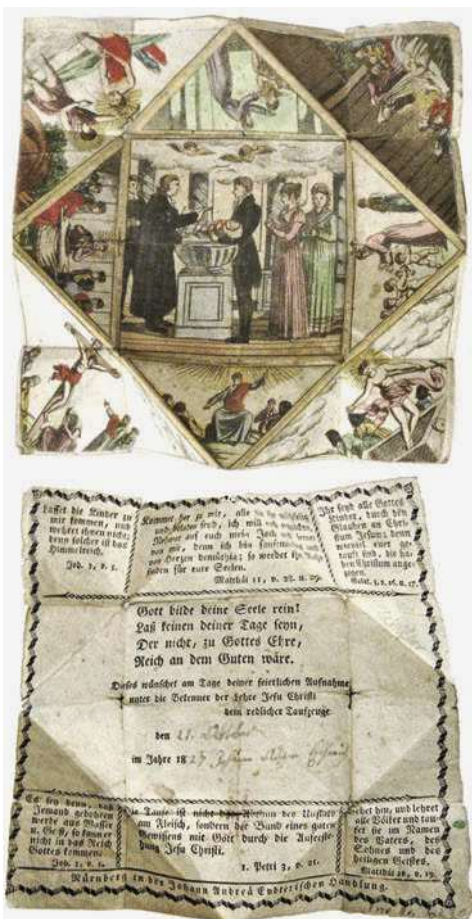 Lasset die Kinder zu
mir kommen, und
wehret ihnen nicht;
denn solcher ist das
Himmelreich.
Kommet her zu mir, alle die ihr mühselig
und beladen seyd, ich will euch erquicken.
Nehmet auf euch mein Joch und lernet
von mir, denn ich bin sanftmüthig und
von Herzen demüthig; so werdet ihr Ruhe
finden für eure Seelen.
Matthäi 11, v. 28. u. 29.
Ihr seyd alle Gottes
Kinder, durch den
Glauben an Chri-
stum Jesum; denn
wieviel euer ge-
tauft sind, die ha-
ben Christum ange-
zogen.
Galat. 3, v. 26. u. 27.
Gott bilde deine Seele rein!
Laß keinen deiner Tage seyn,
Der nicht, zu Gottes Ehre,
Reich an dem Guten wäre.
Dieses wünschet am Tage deiner feierlichen Aufnahme
unter die Bekenner der Lehre Jesu Christi
dein redlicher Taufzeuge
den 21.
im Jahre 18
Es sey denn, daß
Jemand gebohren
werde aus Wasser
u. Geist, so kommt er
nicht in das Reich
Gottes kommen.
Die Taufe ist nicht das Abthun des Unflats
am Fleisch, sondern der Bund eines guten
Gewissens mit Gott durch die Auferste-
hung Jesu Christi.
1. Petri 3, v. 21.
Gehet hin, und lehret
alle Völker und tau-
fet sie im Namen
des Vaters, des
Sohnes und des
heiligen Geistes.
Matthäi 28, v. 19.
Nürnberg in der Johann Andreä Endterischen Handlung.